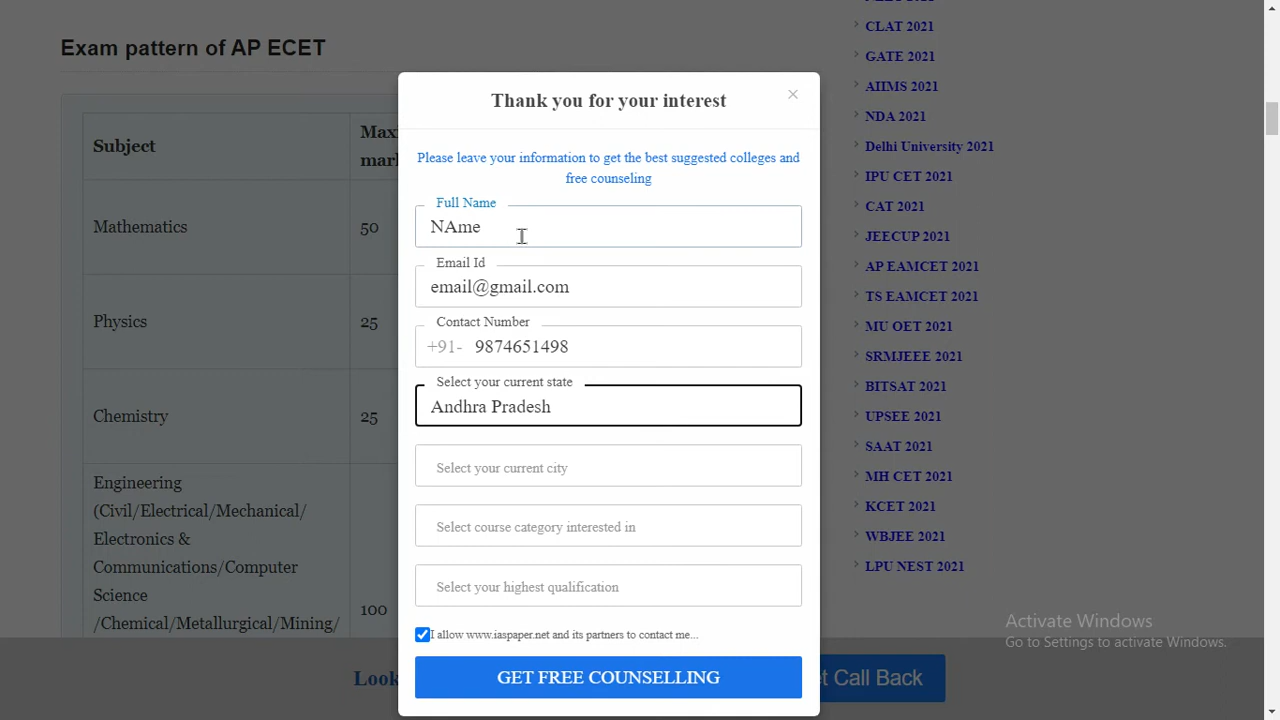 Exam pattern of AP ECET
Subject
Maxi
mark
Mathematics
50
Physics
25
Chemistry
25
Engineering
(Civil/Electrical/Mechanical/
Electronics &
Communications/Computer
Science
/Chemical/Metallurgical/Mining/
100
Thank you for your interest
×
Please leave your information to get the best suggested colleges and
free counseling
Full Name
NAme
Email Id
email@gmail.com
Contact Number
+91- 9874651498
Select your current state
Andhra Pradesh
Select your current city
Select course category interested in
Select your highest qualification
I allow www.iaspaper.net and its partners to contact me...
GET FREE COUNSELLING
CLAT 2021
GATE 2021
AIIMS 2021
NDA 2021
Delhi University 2021
IPU CET 2021
CAT 2021
JEECUP 2021
AP EAMCET 2021
TS EAMCET 2021
MU OET 2021
SRMJEEE 2021
BITSAT 2021
UPSEE 2021
SAAT 2021
MH CET 2021
KCET 2021
WBJEE 2021
LPU NEST 2021
Activate Windows
Go to Settings to activate Windows.
Look
t Call Back